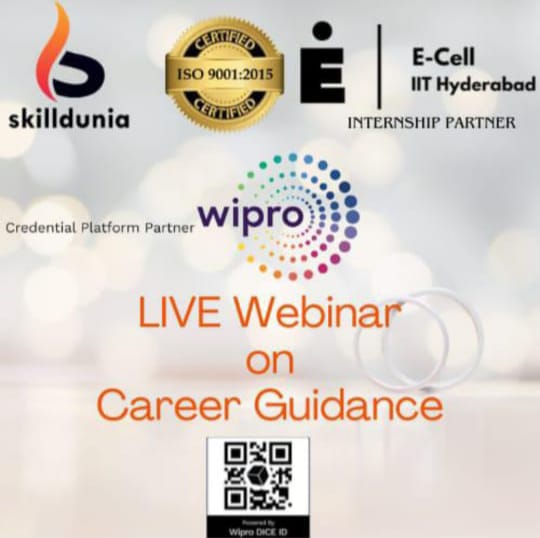 skilldunia
CERTIFIED
ISO 9001:2015
CERTIFIED
E-Cell
IIT Hyderabad
INTERNSHIP PARTNER
Credential Platform Partner
wipro
LIVE Webinar
on
Career Guidance
Powered By
Wipro DICE ID